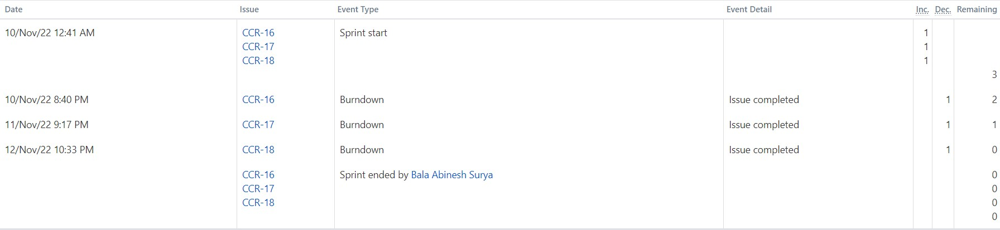 Date Issue Event Type Event Detail Inc. Dec. Remaining
10/Nov/22 12:41 AM CCR-16 Sprint start 1
CCR-17 1
CCR-18 1
3
10/Nov/22 8:40 PM CCR-16 Burndown Issue completed 1 2
11/Nov/22 9:17 PM CCR-17 Burndown Issue completed 1 1
12/Nov/22 10:33 PM CCR-18 Burndown Issue completed 1 0
CCR-16 Sprint ended by Bala Abinesh Surya 0
CCR-17 0
CCR-18 0
0